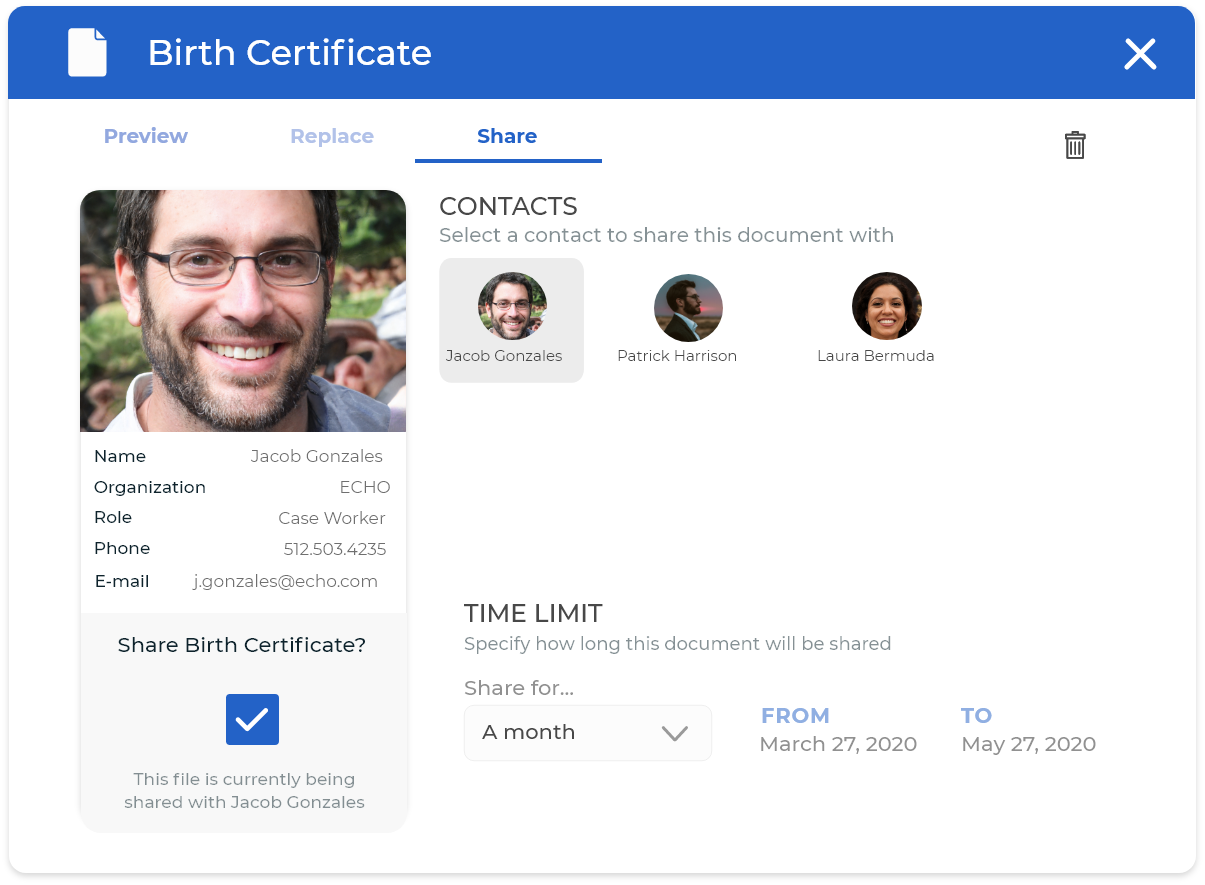 Birth Certificate
Preview
Replace
Share
CONTACTS
Select a contact to share this document with
Jacob Gonzales
Patrick Harrison
Laura Bermuda
Name Jacob Gonzales
Organization ECHO
Role Case Worker
Phone 512.503.4235
E-mail j.gonzales@echo.com
Share Birth Certificate?
This file is currently being
shared with Jacob Gonzales
TIME LIMIT
Specify how long this document will be shared
Share for...
A month
FROM
March 27, 2020
TO
May 27, 2020